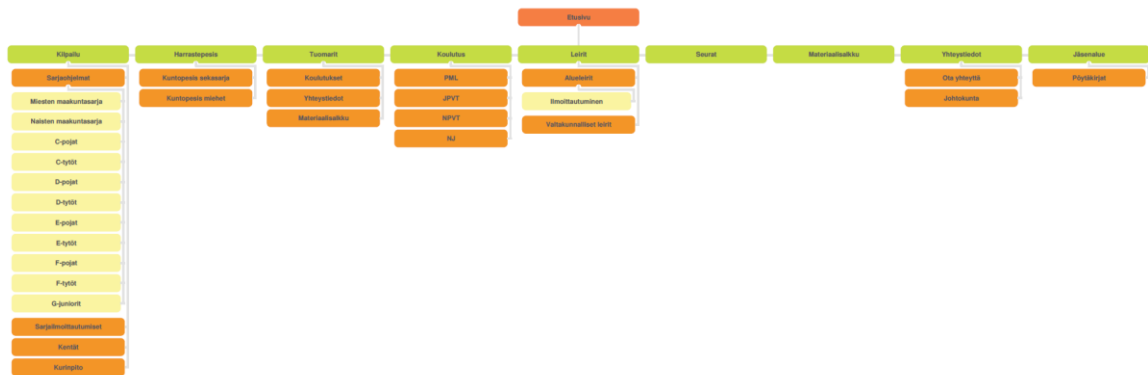 Etusivu
Kilpailu
Harrastepesis
Tuomarit
Koulutus
Leirit
Seurat
Materiaalisalkku
Yhteystiedot
Jäsenalue
Sarjaohjelmat
Miesten maakuntasarja
Naisten maakuntasarja
C-pojat
C-tytöt
D-pojat
D-tytöt
E-pojat
E-tytöt
F-pojat
F-tytöt
G-juniorit
Sarjailmoittautumiset
Kentät
Kurinpito
Kuntopesis sekasarja
Kuntopesis miehet
Koulutukset
Yhteystiedot
Materiaalisalkku
PML
JPVT
NPVT
NJ
Alueleirit
Ilmoittautuminen
Valtakunnalliset leirit
Ota yhteyttä
Johtokunta
Pöytäkirjat